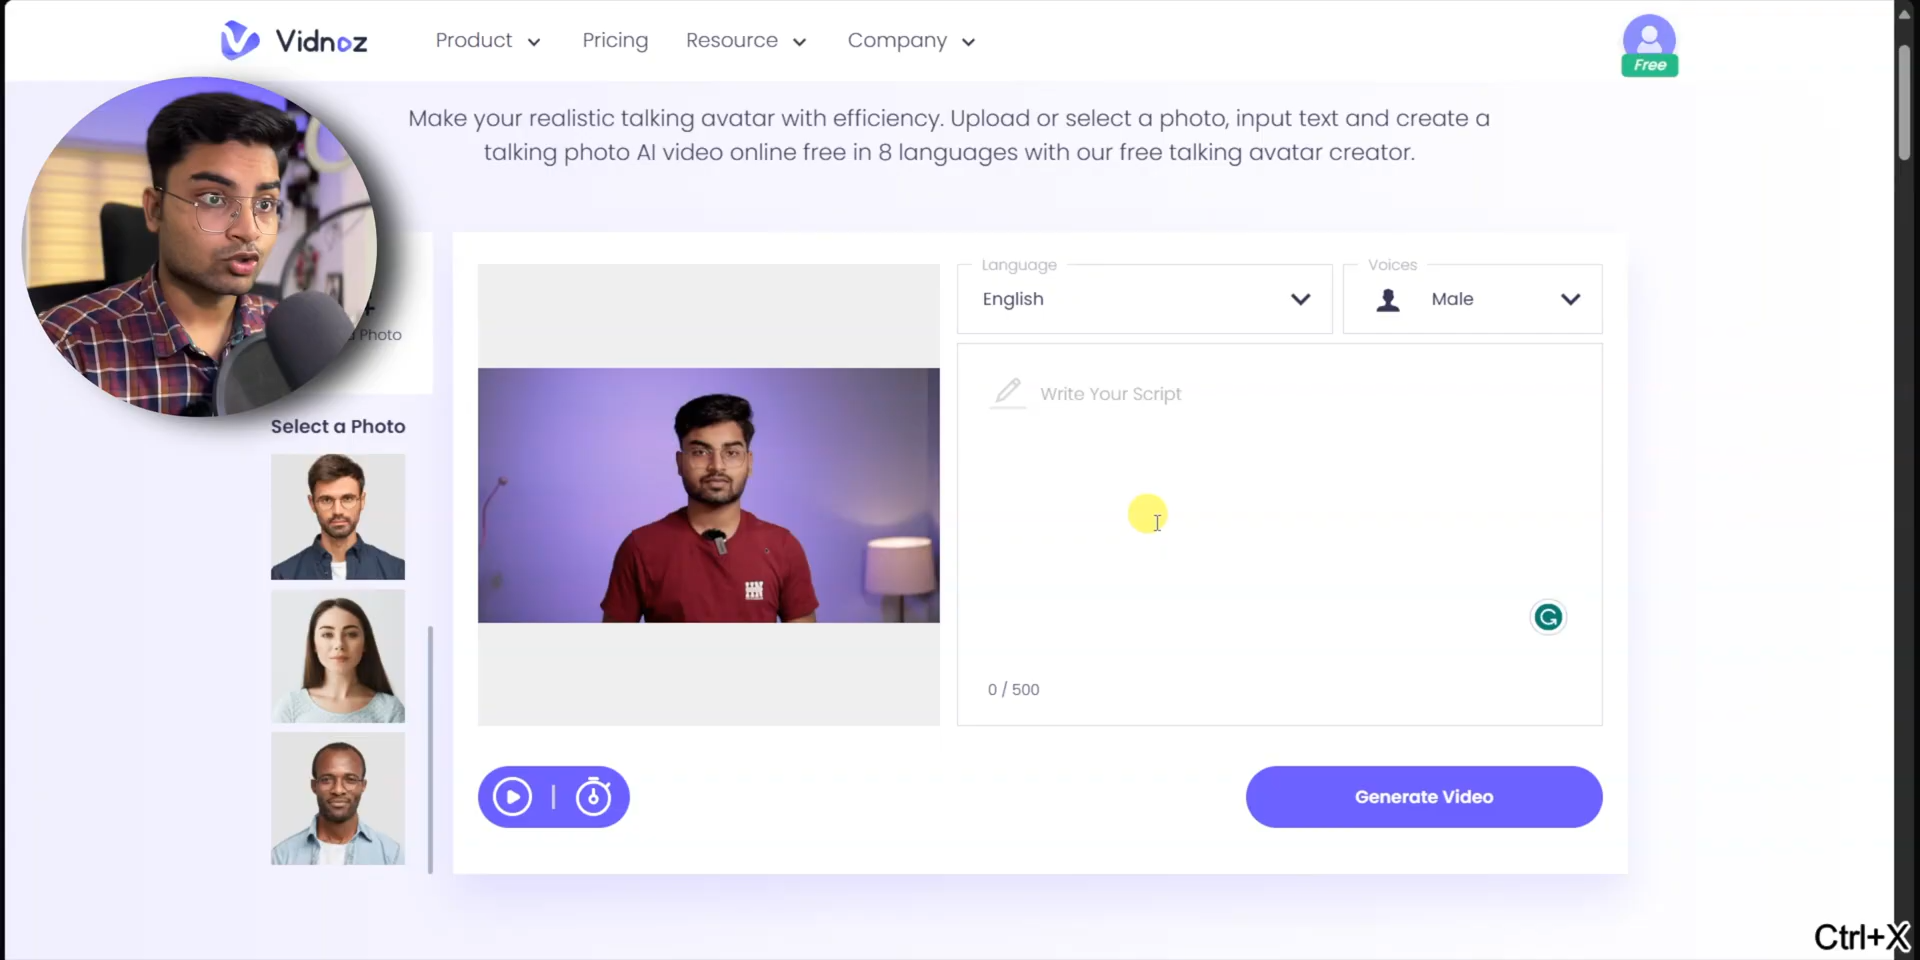 Vidnoz
Product
Pricing
Resource
Company
Free
Make your realistic talking avatar with efficiency. Upload or select a photo, input text and create a
talking photo AI video online free in 8 languages with our free talking avatar creator.
Photo
Select a Photo
Language
English
Voices
Male
Write Your Script
0 / 500
Generate Video
Ctrl+X